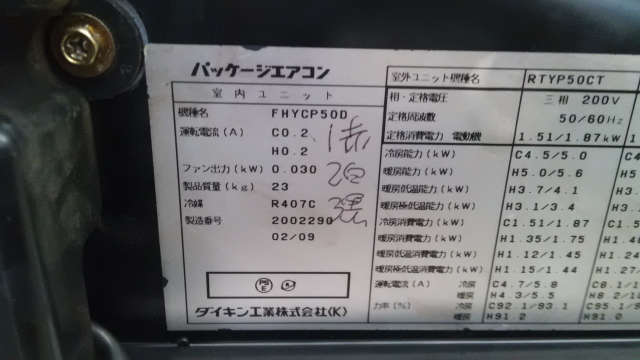 パッケージエアコン
室内ユニット
機種名 FHYCP50D
運転電流(A) C0.2
H0.2
ファン出力(kW) 0.030
製品質量(kg) 23
冷媒 R407C
製造番号 2002290
02/09
ダイキン工業株式会社(K)
室外ユニット機種名 RTYP50CT
相・定格電圧 三相 200V
定格周波数 50/60Hz
定格消費電力 電動機 1.51/1.87kW
冷房能力(kW) C4.5/5.0
暖房能力(kW) H5.0/5.6
暖房低温能力(kW) H3.7/4.1
暖房極低温能力(kW) H3.1/3.4
冷房消費電力(kW) C1.51/1.87
暖房消費電力(kW) H1.35/1.75
暖房低温消費電力(kW) H1.12/1.45
暖房極低温消費電力(kW) H1.15/1.44
運転電流(A) 冷房 C4.7/5.8
暖房 H4.3/5.5
力率(%) 冷房 C92.1/93.1
暖房 H91.2